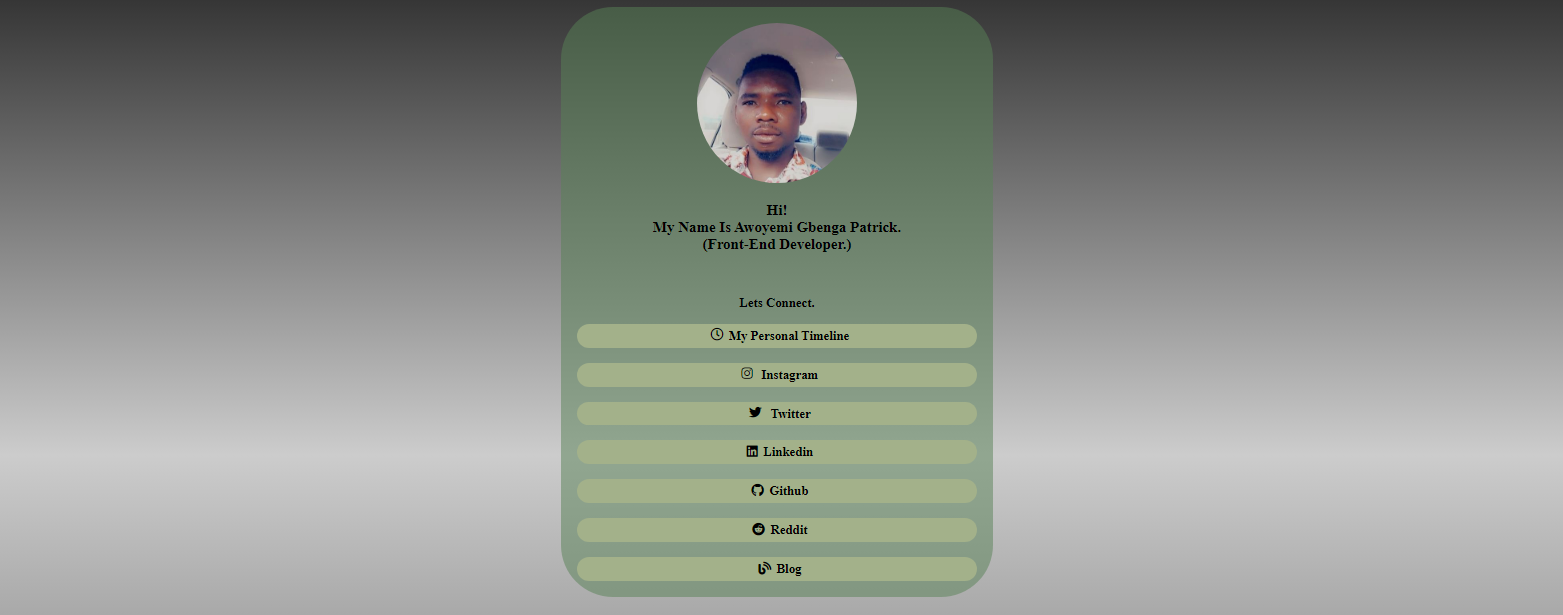 Hi!
My Name Is Awoyemi Gbenga Patrick.
(Front-End Developer.)
Lets Connect.
My Personal Timeline
Instagram
Twitter
Linkedin
Github
Reddit
Blog